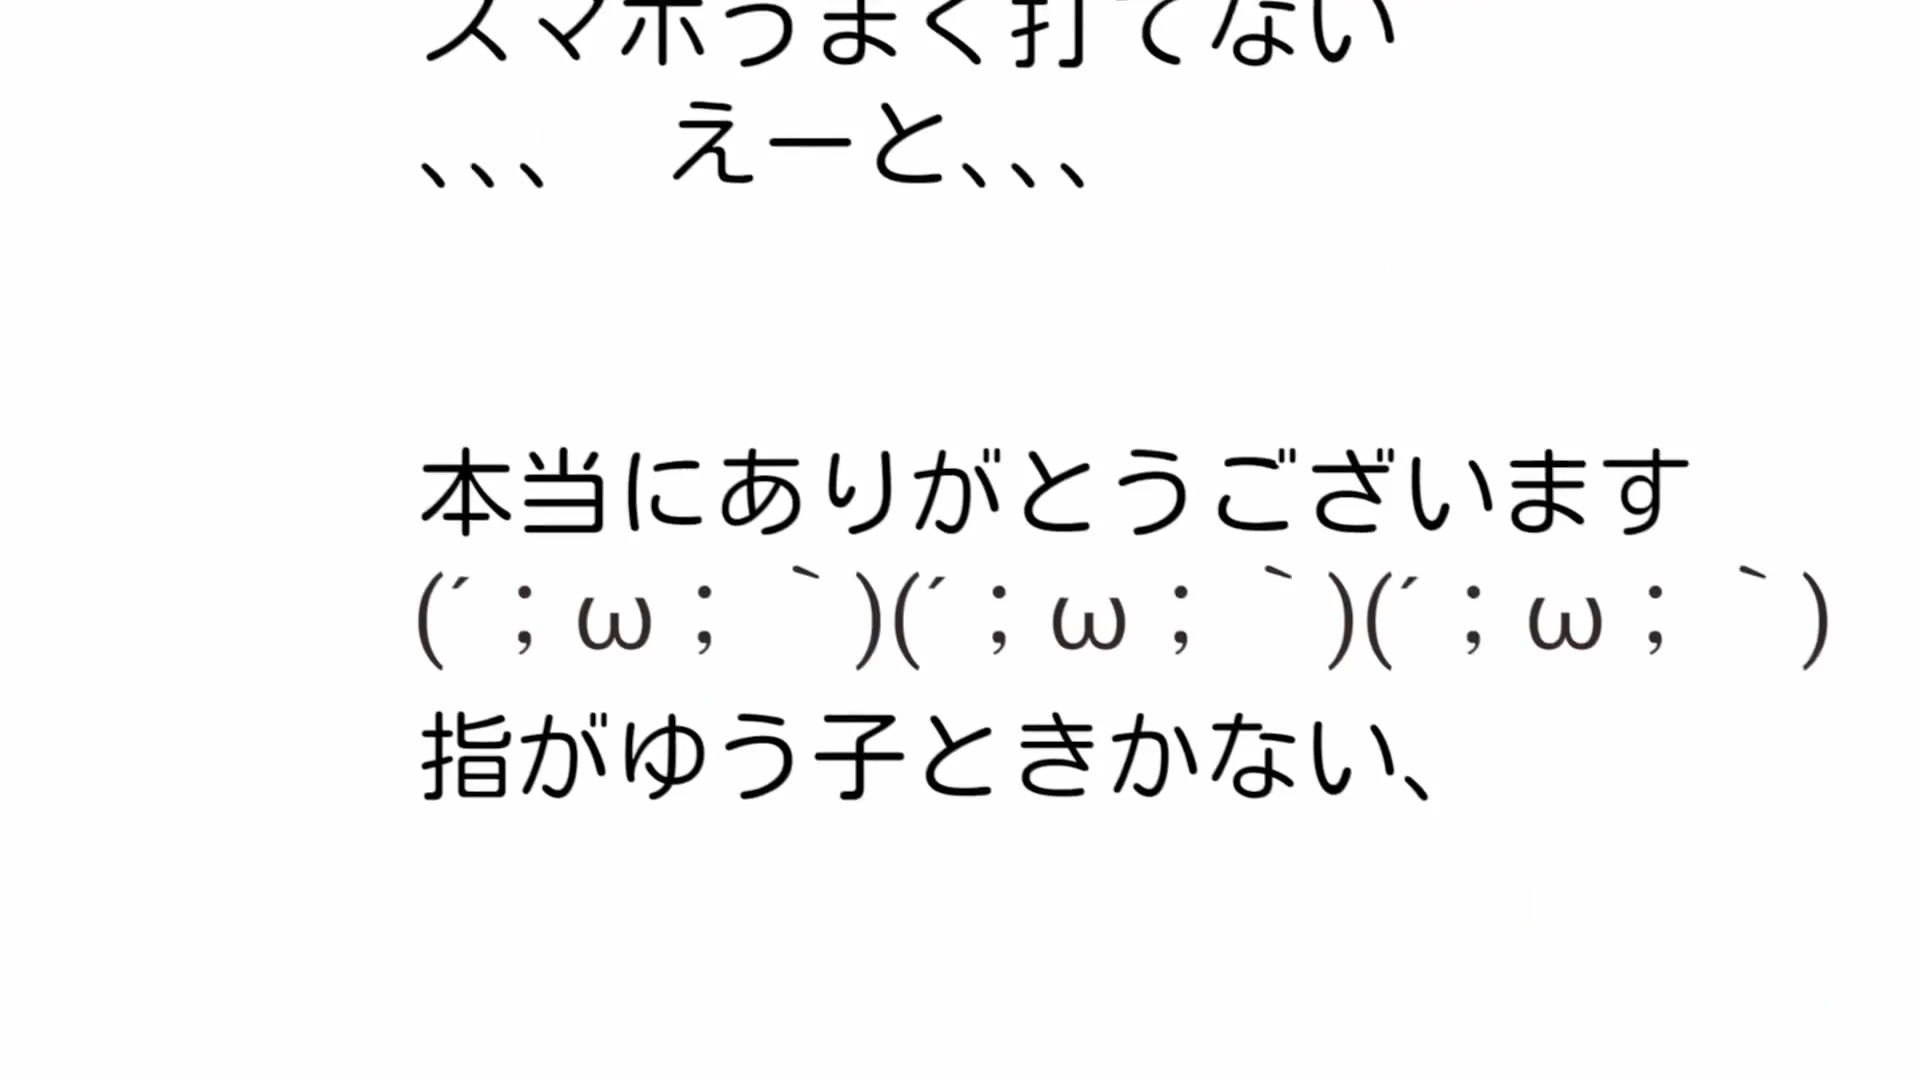 スマホうまく打てない
、、、　えーと、、、
本当にありがとうございます
(´；ω；｀)(´；ω；｀)(´；ω；｀)
指がゆう子ときかない、